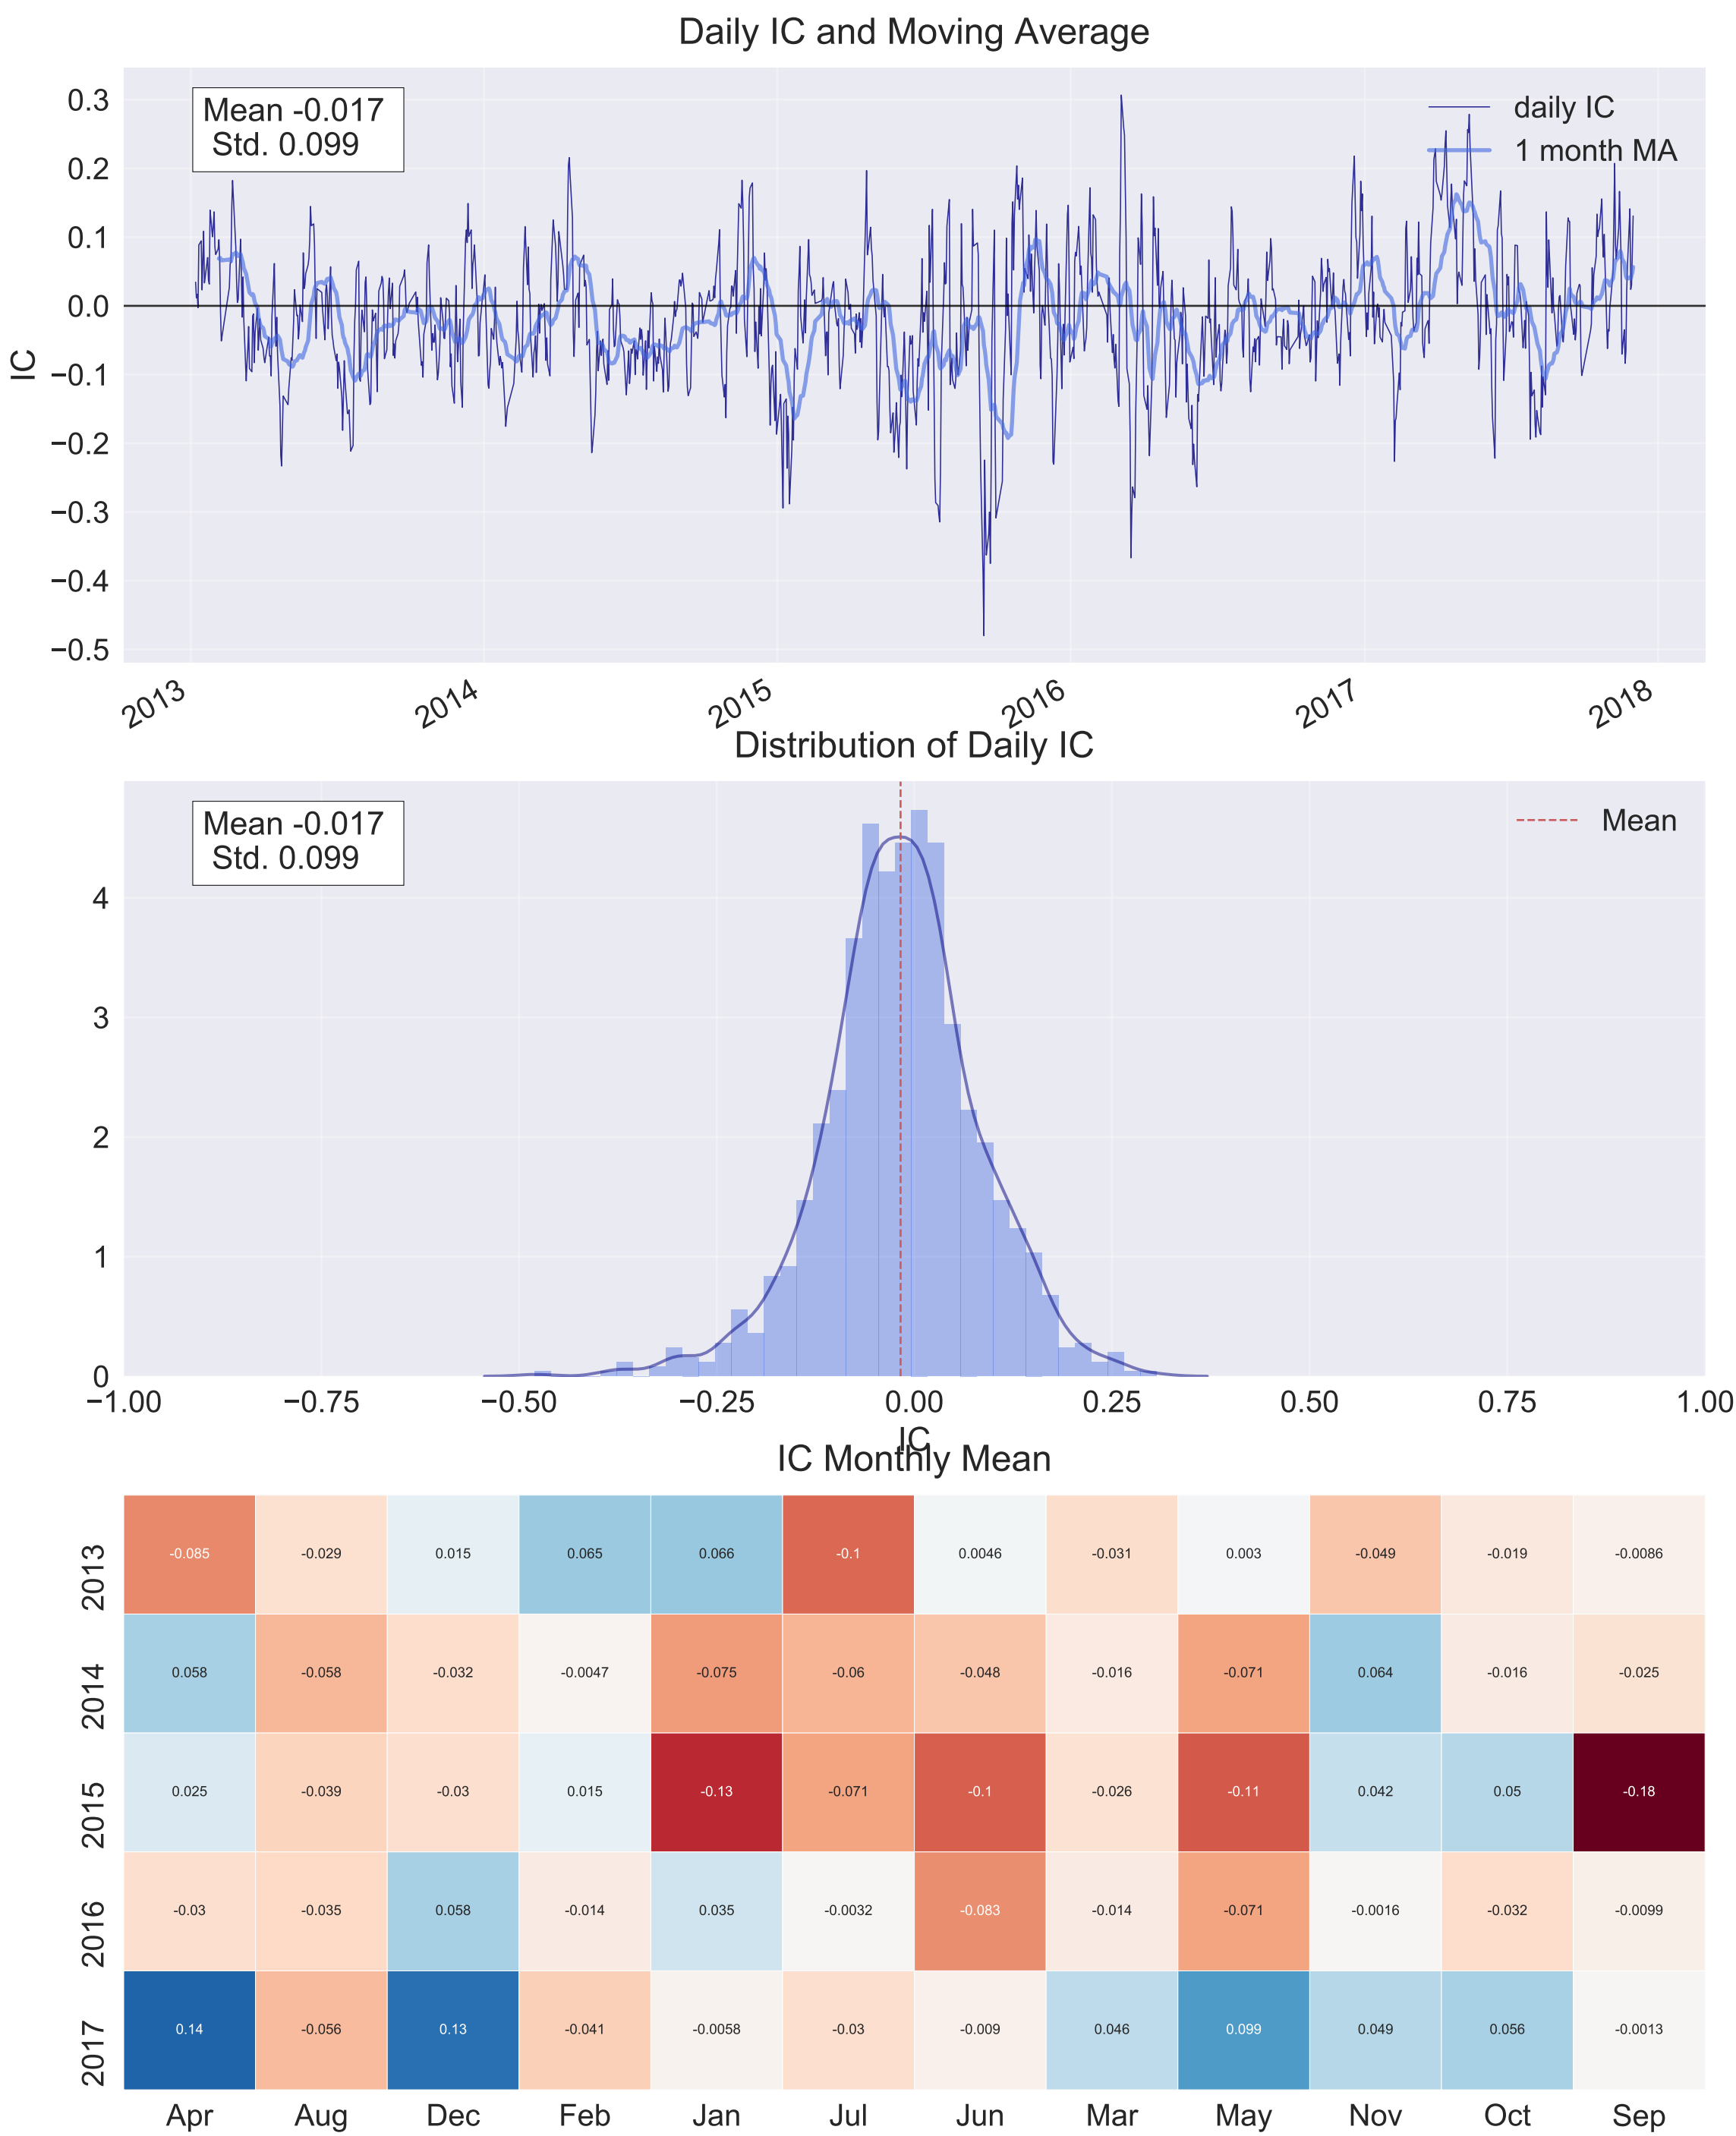 Daily IC and Moving Average
Mean -0.017
Std. 0.099
daily IC
1 month MA
0.3
0.2
0.1
0.0
−0.1
−0.2
−0.3
−0.4
−0.5
IC
2013 2014 2015 2016 2017 2018
Distribution of Daily IC
Mean -0.017
Std. 0.099
Mean
4
3
2
1
0
−1.00 −0.75 −0.50 −0.25 0.00 0.25 0.50 0.75 1.00
IC
IC Monthly Mean
2013 -0.085 -0.029 0.015 0.065 0.066 -0.1 0.0046 -0.031 0.003 -0.049 -0.019 -0.0086
2014 0.058 -0.058 -0.032 -0.0047 -0.075 -0.06 -0.048 -0.016 -0.071 0.064 -0.016 -0.025
2015 0.025 -0.039 -0.03 0.015 -0.13 -0.071 -0.1 -0.026 -0.11 0.042 0.05 -0.18
2016 -0.03 -0.035 0.058 -0.014 0.035 -0.0032 -0.083 -0.014 -0.071 -0.0016 -0.032 -0.0099
2017 0.14 -0.056 0.13 -0.041 -0.0058 -0.03 -0.009 0.046 0.099 0.049 0.056 -0.0013
Apr Aug Dec Feb Jan Jul Jun Mar May Nov Oct Sep